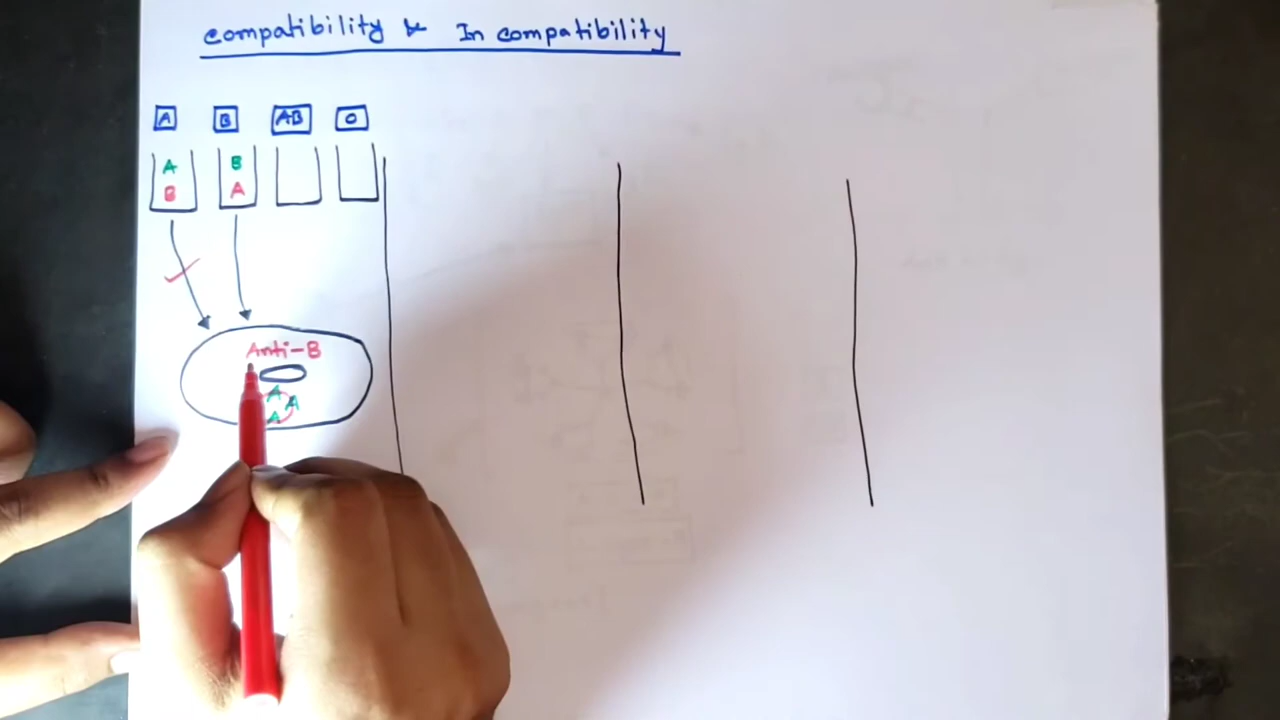 compatibility & In compatibility
A B AB O
A B
B A
Anti-B
A
A
A